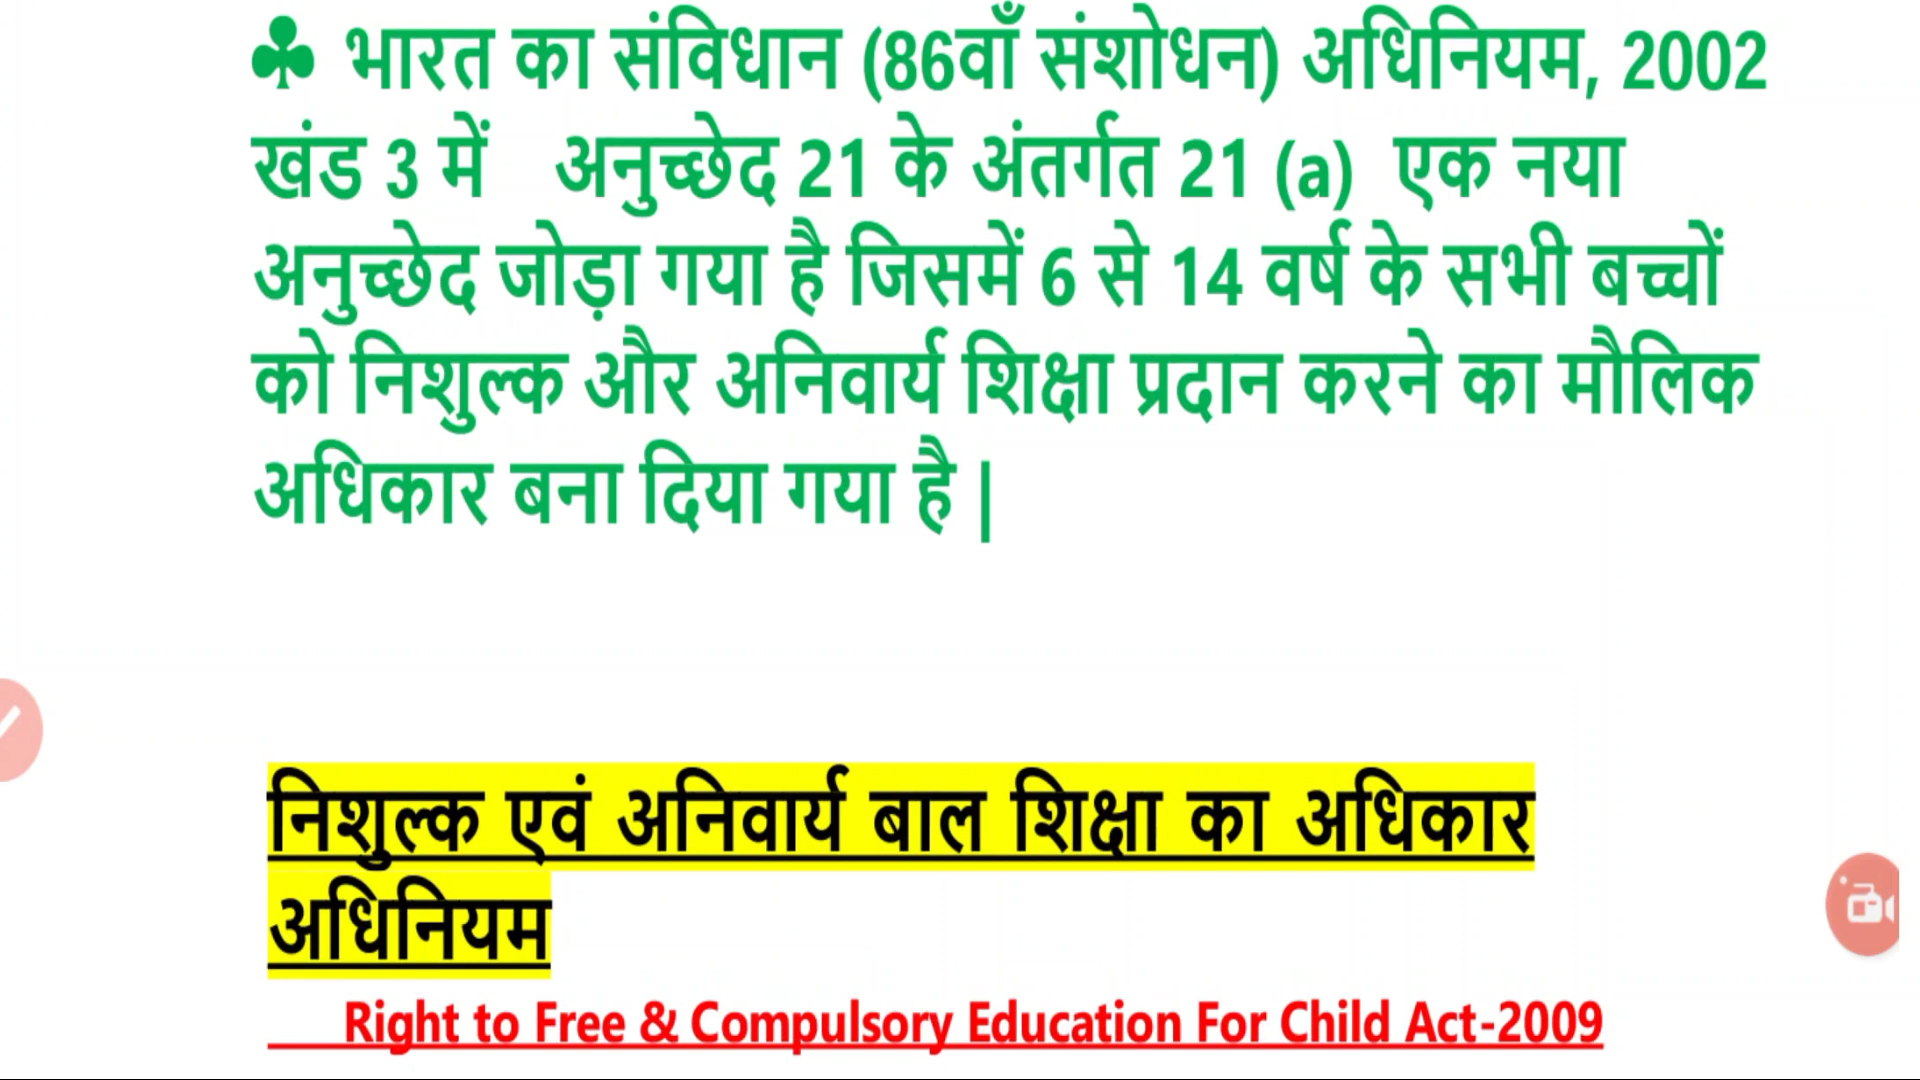 ♣ भारत का संविधान (86वाँ संशोधन) अधिनियम, 2002
खंड 3 में अनुच्छेद 21 के अंतर्गत 21 (a) एक नया
अनुच्छेद जोड़ा गया है जिसमें 6 से 14 वर्ष के सभी बच्चों
को निशुल्क और अनिवार्य शिक्षा प्रदान करने का मौलिक
अधिकार बना दिया गया है |
निशुल्क एवं अनिवार्य बाल शिक्षा का अधिकार
अधिनियम
Right to Free & Compulsory Education For Child Act-2009